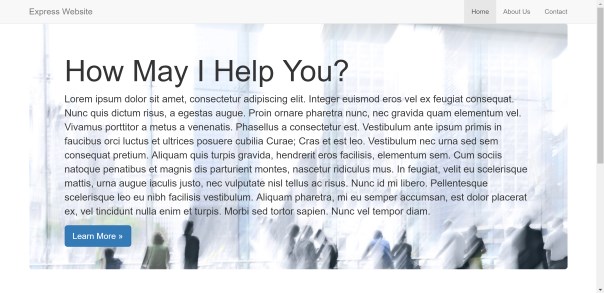 Express Website
Home About Us Contact
How May I Help You?
Lorem ipsum dolor sit amet, consectetur adipiscing elit. Integer euismod eros vel ex feugiat consequat.
Nunc quis dictum risus, a egestas augue. Proin ornare pharetra nunc, nec gravida quam elementum vel.
Vivamus porttitor a metus a venenatis. Phasellus a consectetur est. Vestibulum ante ipsum primis in
faucibus orci luctus et ultrices posuere cubilia Curae; Cras et est leo. Vestibulum nec urna sed sem
consequat pretium. Aliquam quis turpis gravida, hendrerit eros facilisis, elementum sem. Cum sociis
natoque penatibus et magnis dis parturient montes, nascetur ridiculus mus. In feugiat, velit eu scelerisque
mattis, urna augue iaculis justo, nec vulputate nisl tellus ac risus. Nunc id mi libero. Pellentesque
scelerisque leo eu nibh facilisis vestibulum. Aliquam pharetra, mi eu semper accumsan, est dolor placerat
ex, vel tincidunt nulla enim et turpis. Morbi sed tortor sapien. Nunc vel tempor diam.
Learn More »